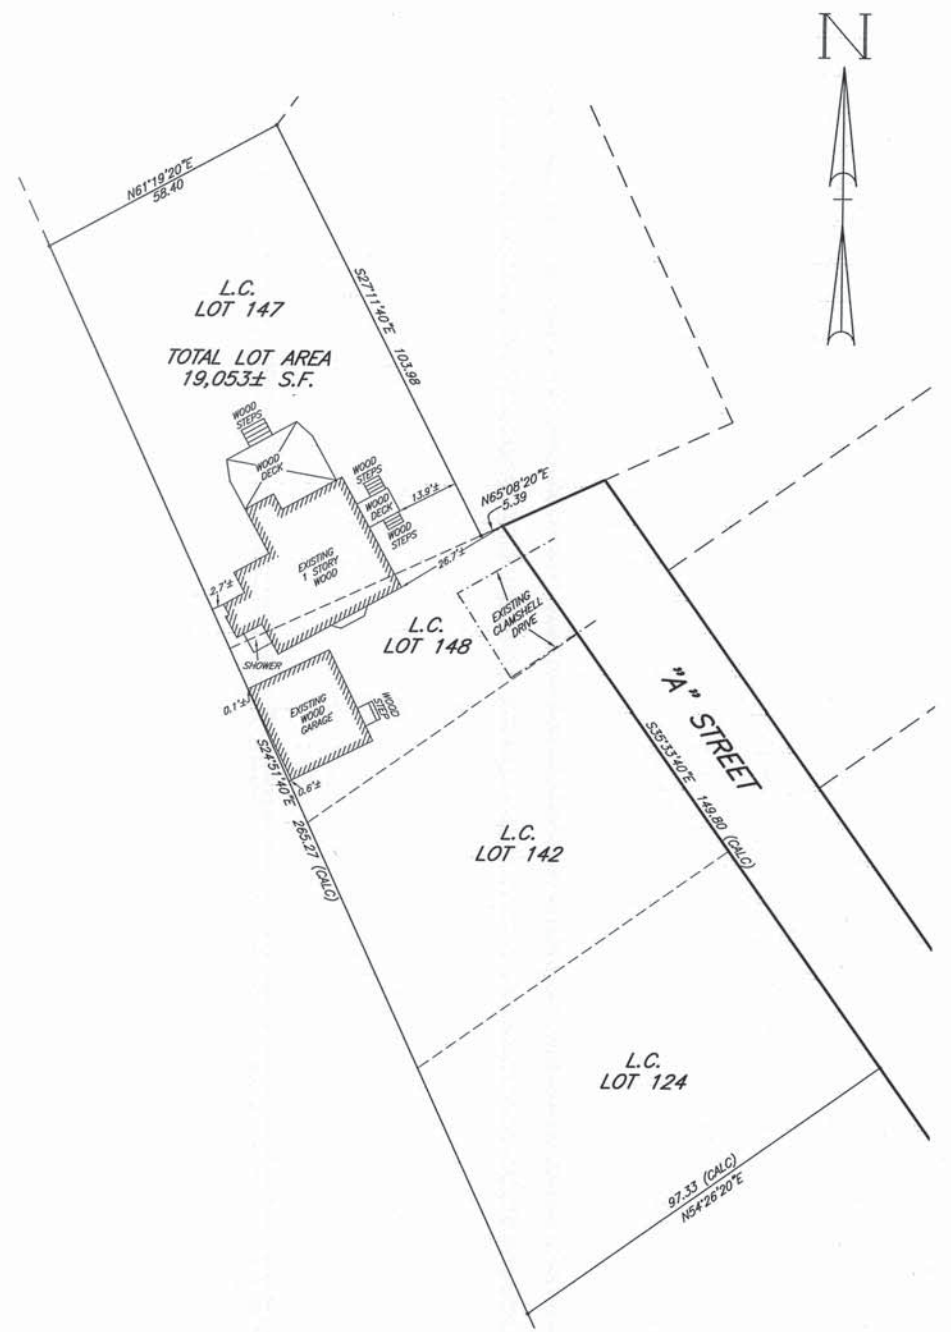 N
N61°19'20"E
58.40
S27°11'40"E 103.98
L.C.
LOT 147
TOTAL LOT AREA
19,053± S.F.
WOOD
STEPS
WOOD
DECK
WOOD
STEPS
WOOD
DECK
WOOD
STEPS
13.9'±
N65°08'20"E
5.39
EXISTING
1 STORY
WOOD
26.7'±
2.7'±
EXISTING
CLAMSHELL
DRIVE
L.C.
LOT 148
SHOWER
0.1'±
EXISTING
WOOD
GARAGE
WOOD
STEP
0.6'±
"A" STREET
S35°33'40"E 149.80 (CALC)
S24°51'40"E 265.27 (CALC)
L.C.
LOT 142
L.C.
LOT 124
97.33 (CALC)
N54°26'20"E